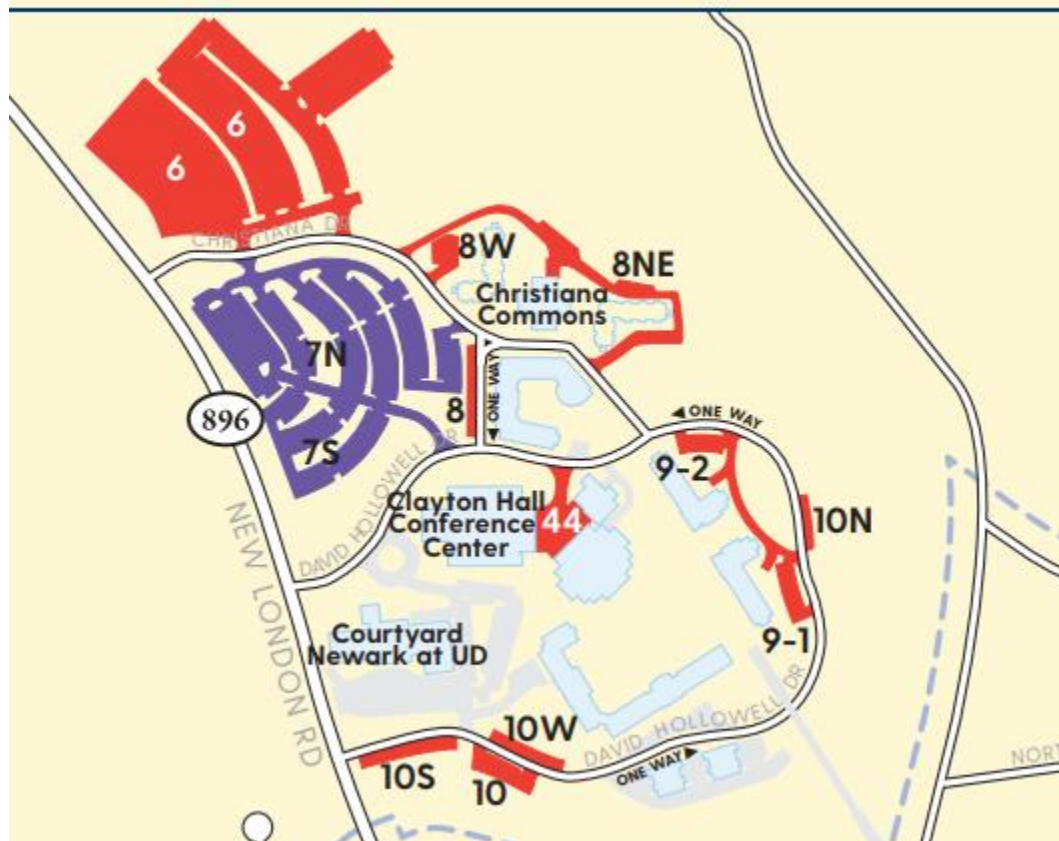 6
6
CHRISTIANA DR
8W
8NE
Christiana
Commons
7N
ONE WAY
8
896
7S
ONE WAY
9-2
DAVID HOLLOWELL DR
Clayton Hall
Conference
Center
44
10N
NEW LONDON RD
Courtyard
Newark at UD
9-1
10W
DAVID HOLLOWELL DR
ONE WAY
10S
10
NORT